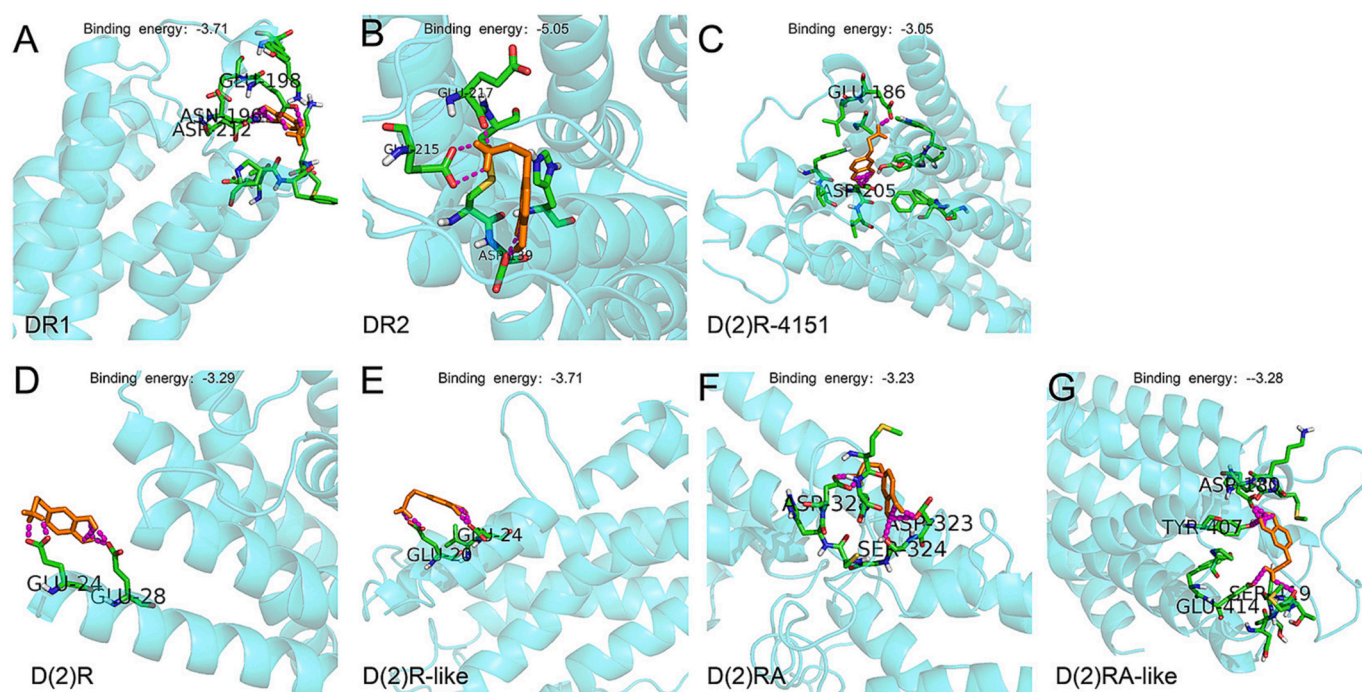 A
Binding energy: -3.71
GLU-198
ASN-196
ASP-212
DR1
B
Binding energy: -5.05
GLU-217
GLU-215
ASP-139
DR2
C
Binding energy: -3.05
GLU-186
ASP-205
D(2)R-4151
D
Binding energy: -3.29
GLU-24
GLU-28
D(2)R
E
Binding energy: -3.71
GLU-24
GLU-20
D(2)R-like
F
Binding energy: -3.23
ASP-323
SER-324
D(2)RA
G
Binding energy: --3.28
TYR-407
GLU-414
D(2)RA-like